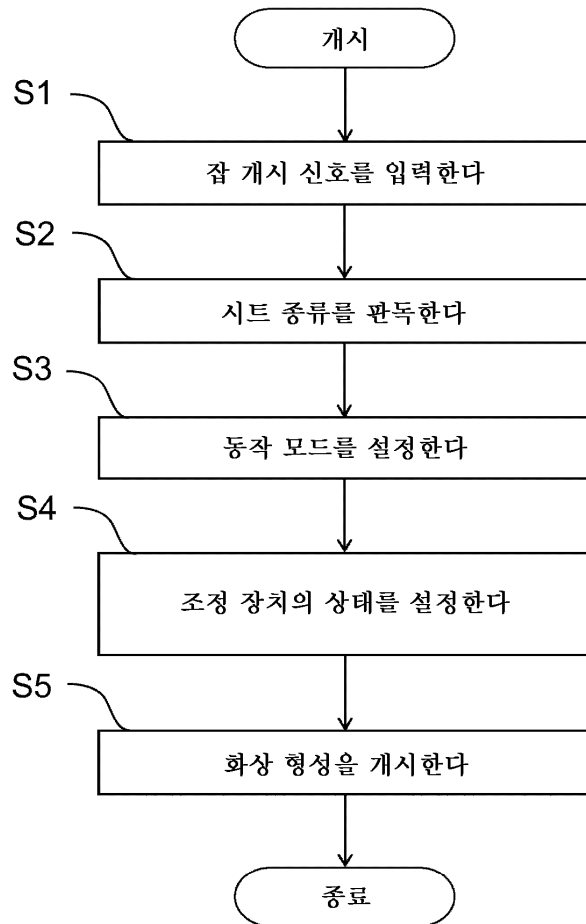 개시
S1
잡 개시 신호를 입력한다
S2
시트 종류를 판독한다
S3
동작 모드를 설정한다
S4
조정 장치의 상태를 설정한다
S5
화상 형성을 개시한다
종료